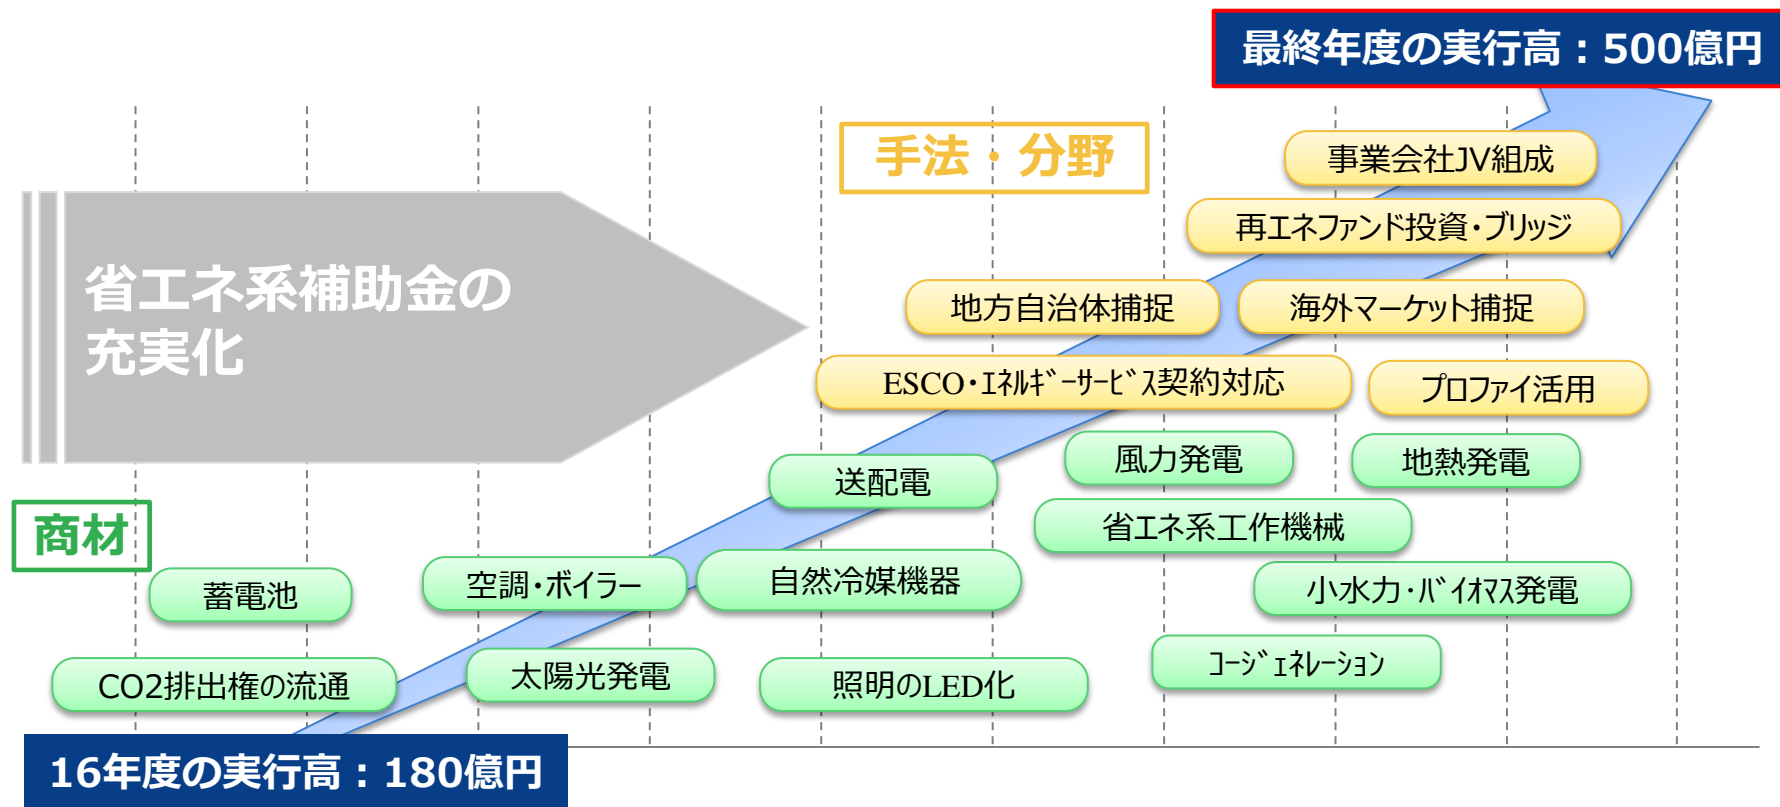 最終年度の実行高：500億円
手法・分野
事業会社JV組成
再エネファンド投資・ブリッジ
省エネ系補助金の
充実化
地方自治体捕捉
海外マーケット捕捉
ESCO・ｴﾈﾙｷﾞｰｻｰﾋﾞｽ契約対応
プロファイ活用
風力発電
地熱発電
送配電
商材
省エネ系工作機械
蓄電池
空調・ボイラー
自然冷媒機器
小水力・ﾊﾞｲｵﾏｽ発電
CO2排出権の流通
太陽光発電
照明のLED化
ｺｰｼﾞｪﾈﾚｰｼｮﾝ
16年度の実行高：180億円